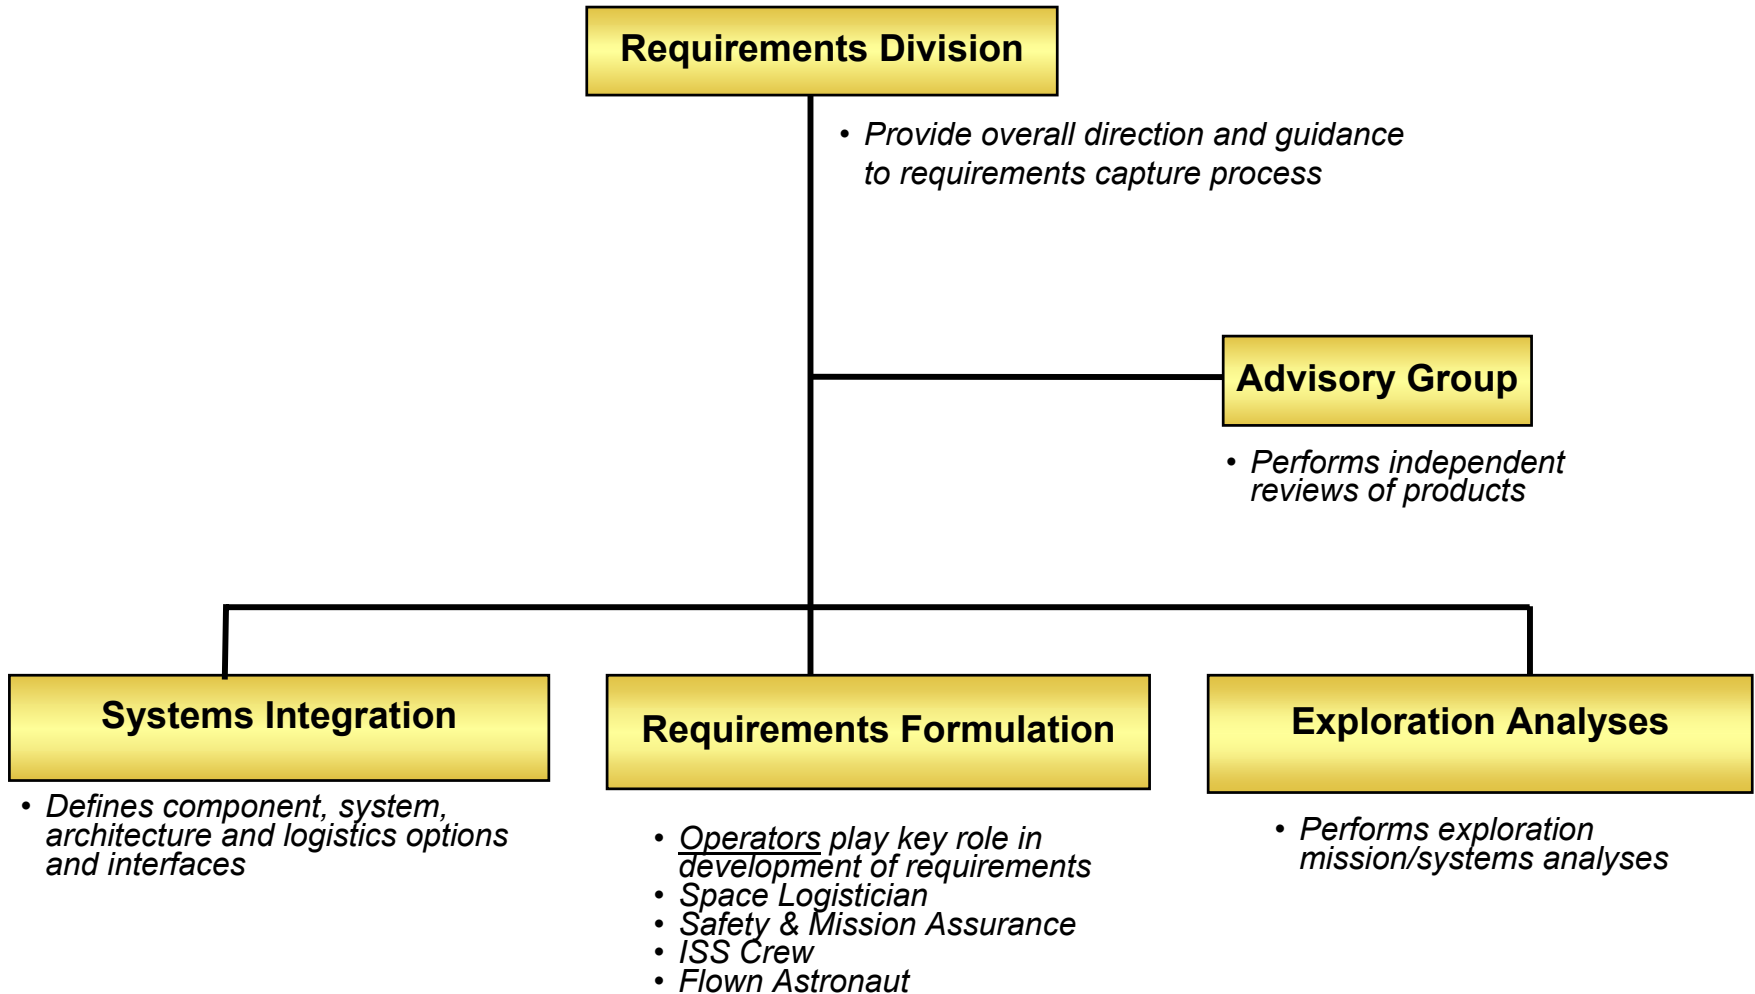 Requirements Division
• Provide overall direction and guidance
to requirements capture process
Advisory Group
• Performs independent
reviews of products
Systems Integration
• Defines component, system,
architecture and logistics options
and interfaces
Requirements Formulation
• Operators play key role in
development of requirements
• Space Logistician
• Safety & Mission Assurance
• ISS Crew
• Flown Astronaut
Exploration Analyses
• Performs exploration
mission/systems analyses